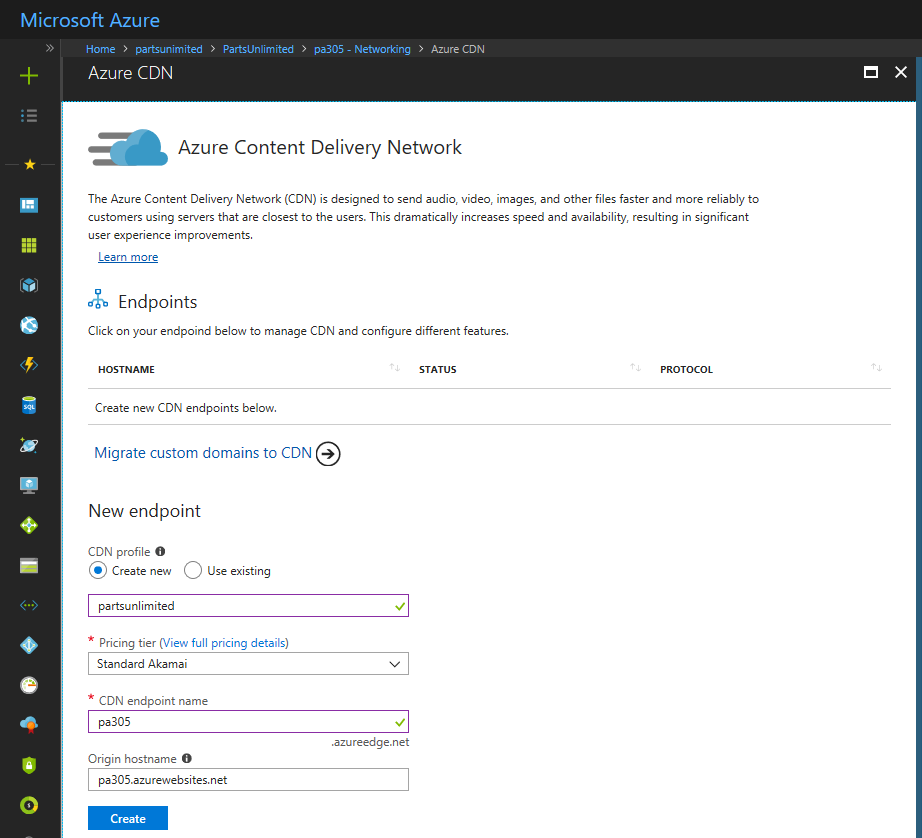 Microsoft Azure
» Home > partsunlimited > PartsUnlimited > pa305 - Networking > Azure CDN
Azure CDN
Azure Content Delivery Network
The Azure Content Delivery Network (CDN) is designed to send audio, video, images, and other files faster and more reliably to
customers using servers that are closest to the users. This dramatically increases speed and availability, resulting in significant
user experience improvements.
Learn more
Endpoints
Click on your endpoind below to manage CDN and configure different features.
HOSTNAME STATUS PROTOCOL
Create new CDN endpoints below.
Migrate custom domains to CDN
New endpoint
CDN profile
Create new Use existing
partsunlimited
* Pricing tier (View full pricing details)
Standard Akamai
* CDN endpoint name
pa305
.azureedge.net
Origin hostname
pa305.azurewebsites.net
Create
SQL